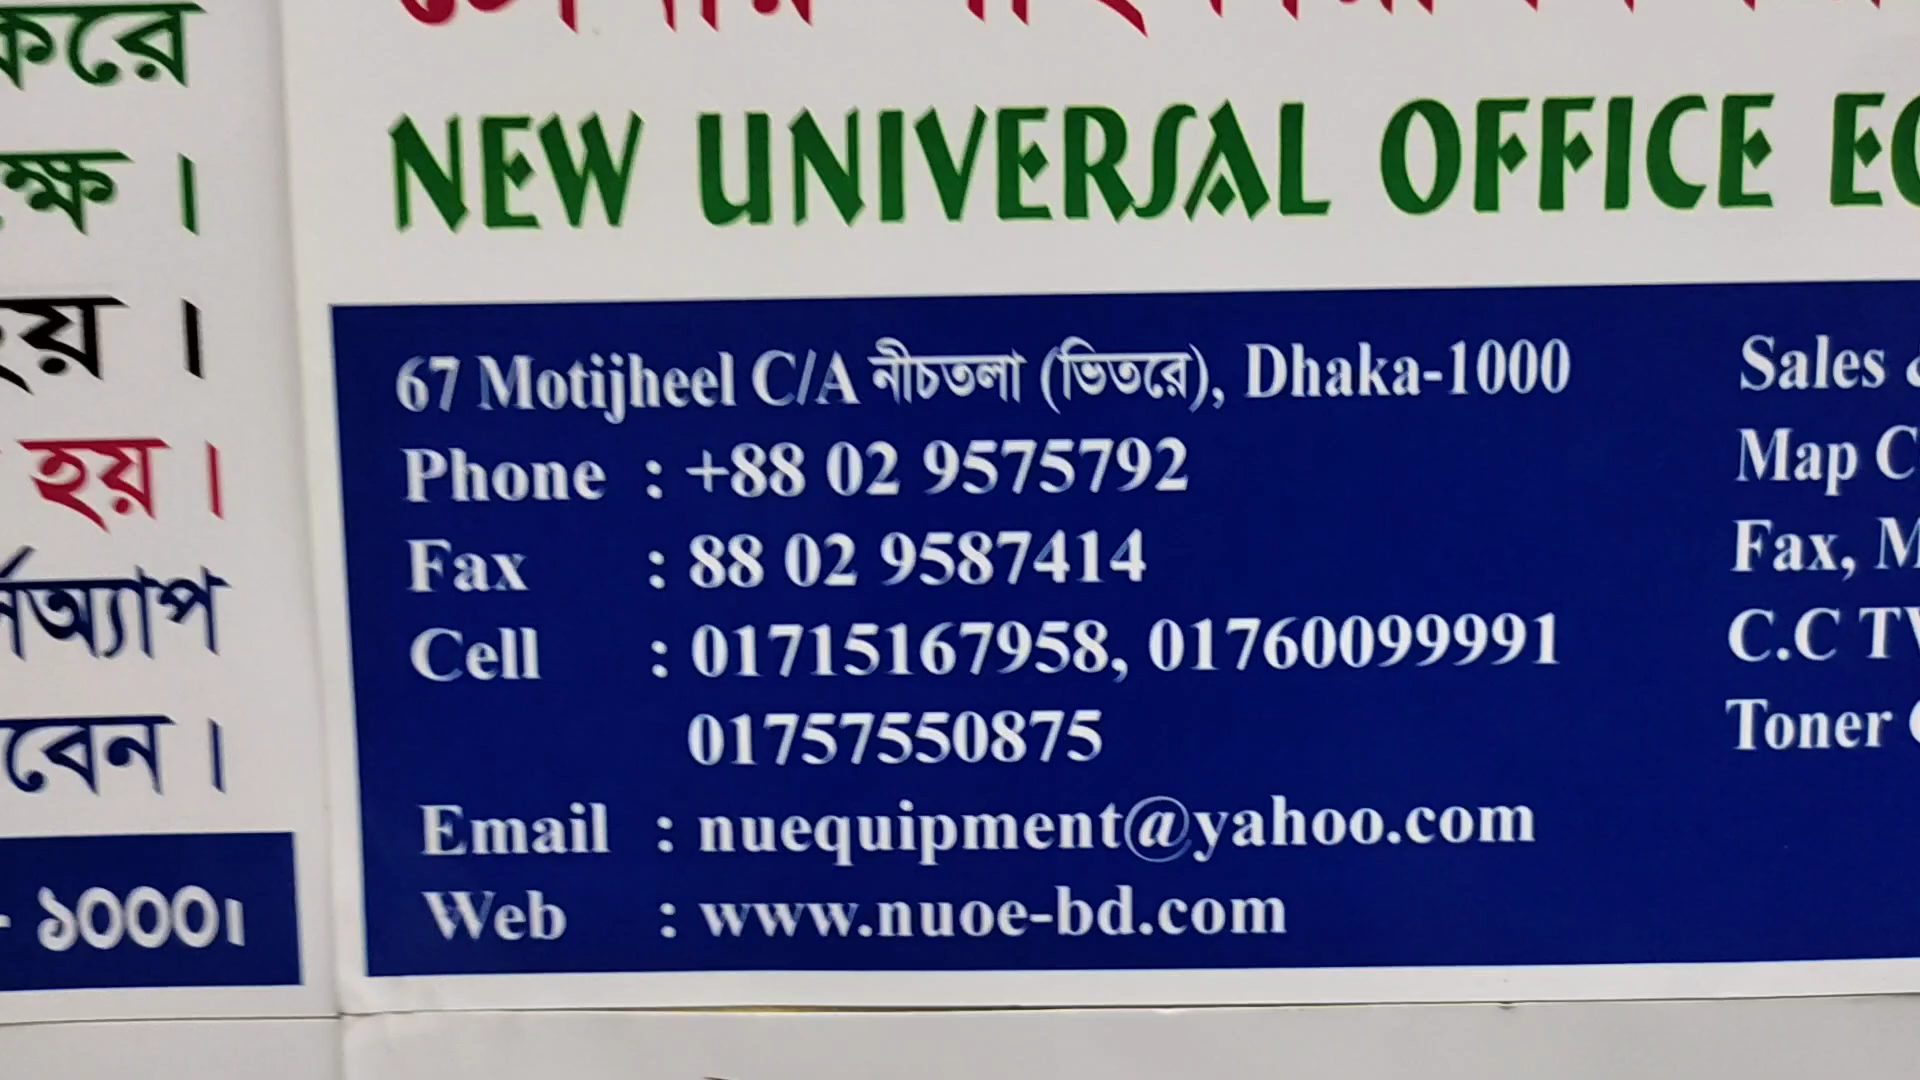 করে
ক্ষ ।
হয় ।
হয় ।
বেন ।
- ১০০০।
NEW UNIVERSAL OFFICE
67 Motijheel C/A নীচতলা (ভিতরে), Dhaka-1000
Phone : +88 02 9575792
Fax : 88 02 9587414
Cell : 01715167958, 01760099991
01757550875
Email : nuequipment@yahoo.com
Web : www.nuoe-bd.com
Sales
Map
Fax,
C.C
Toner